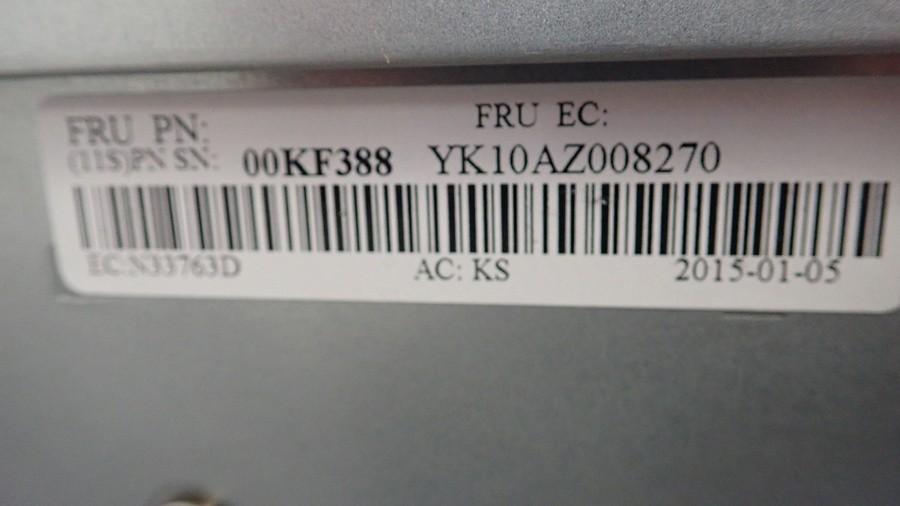 FRU PN: FRU EC:
(11S)PN SN: 00KF388 YK10AZ008270
EC:N33763D AC: KS 2015-01-05